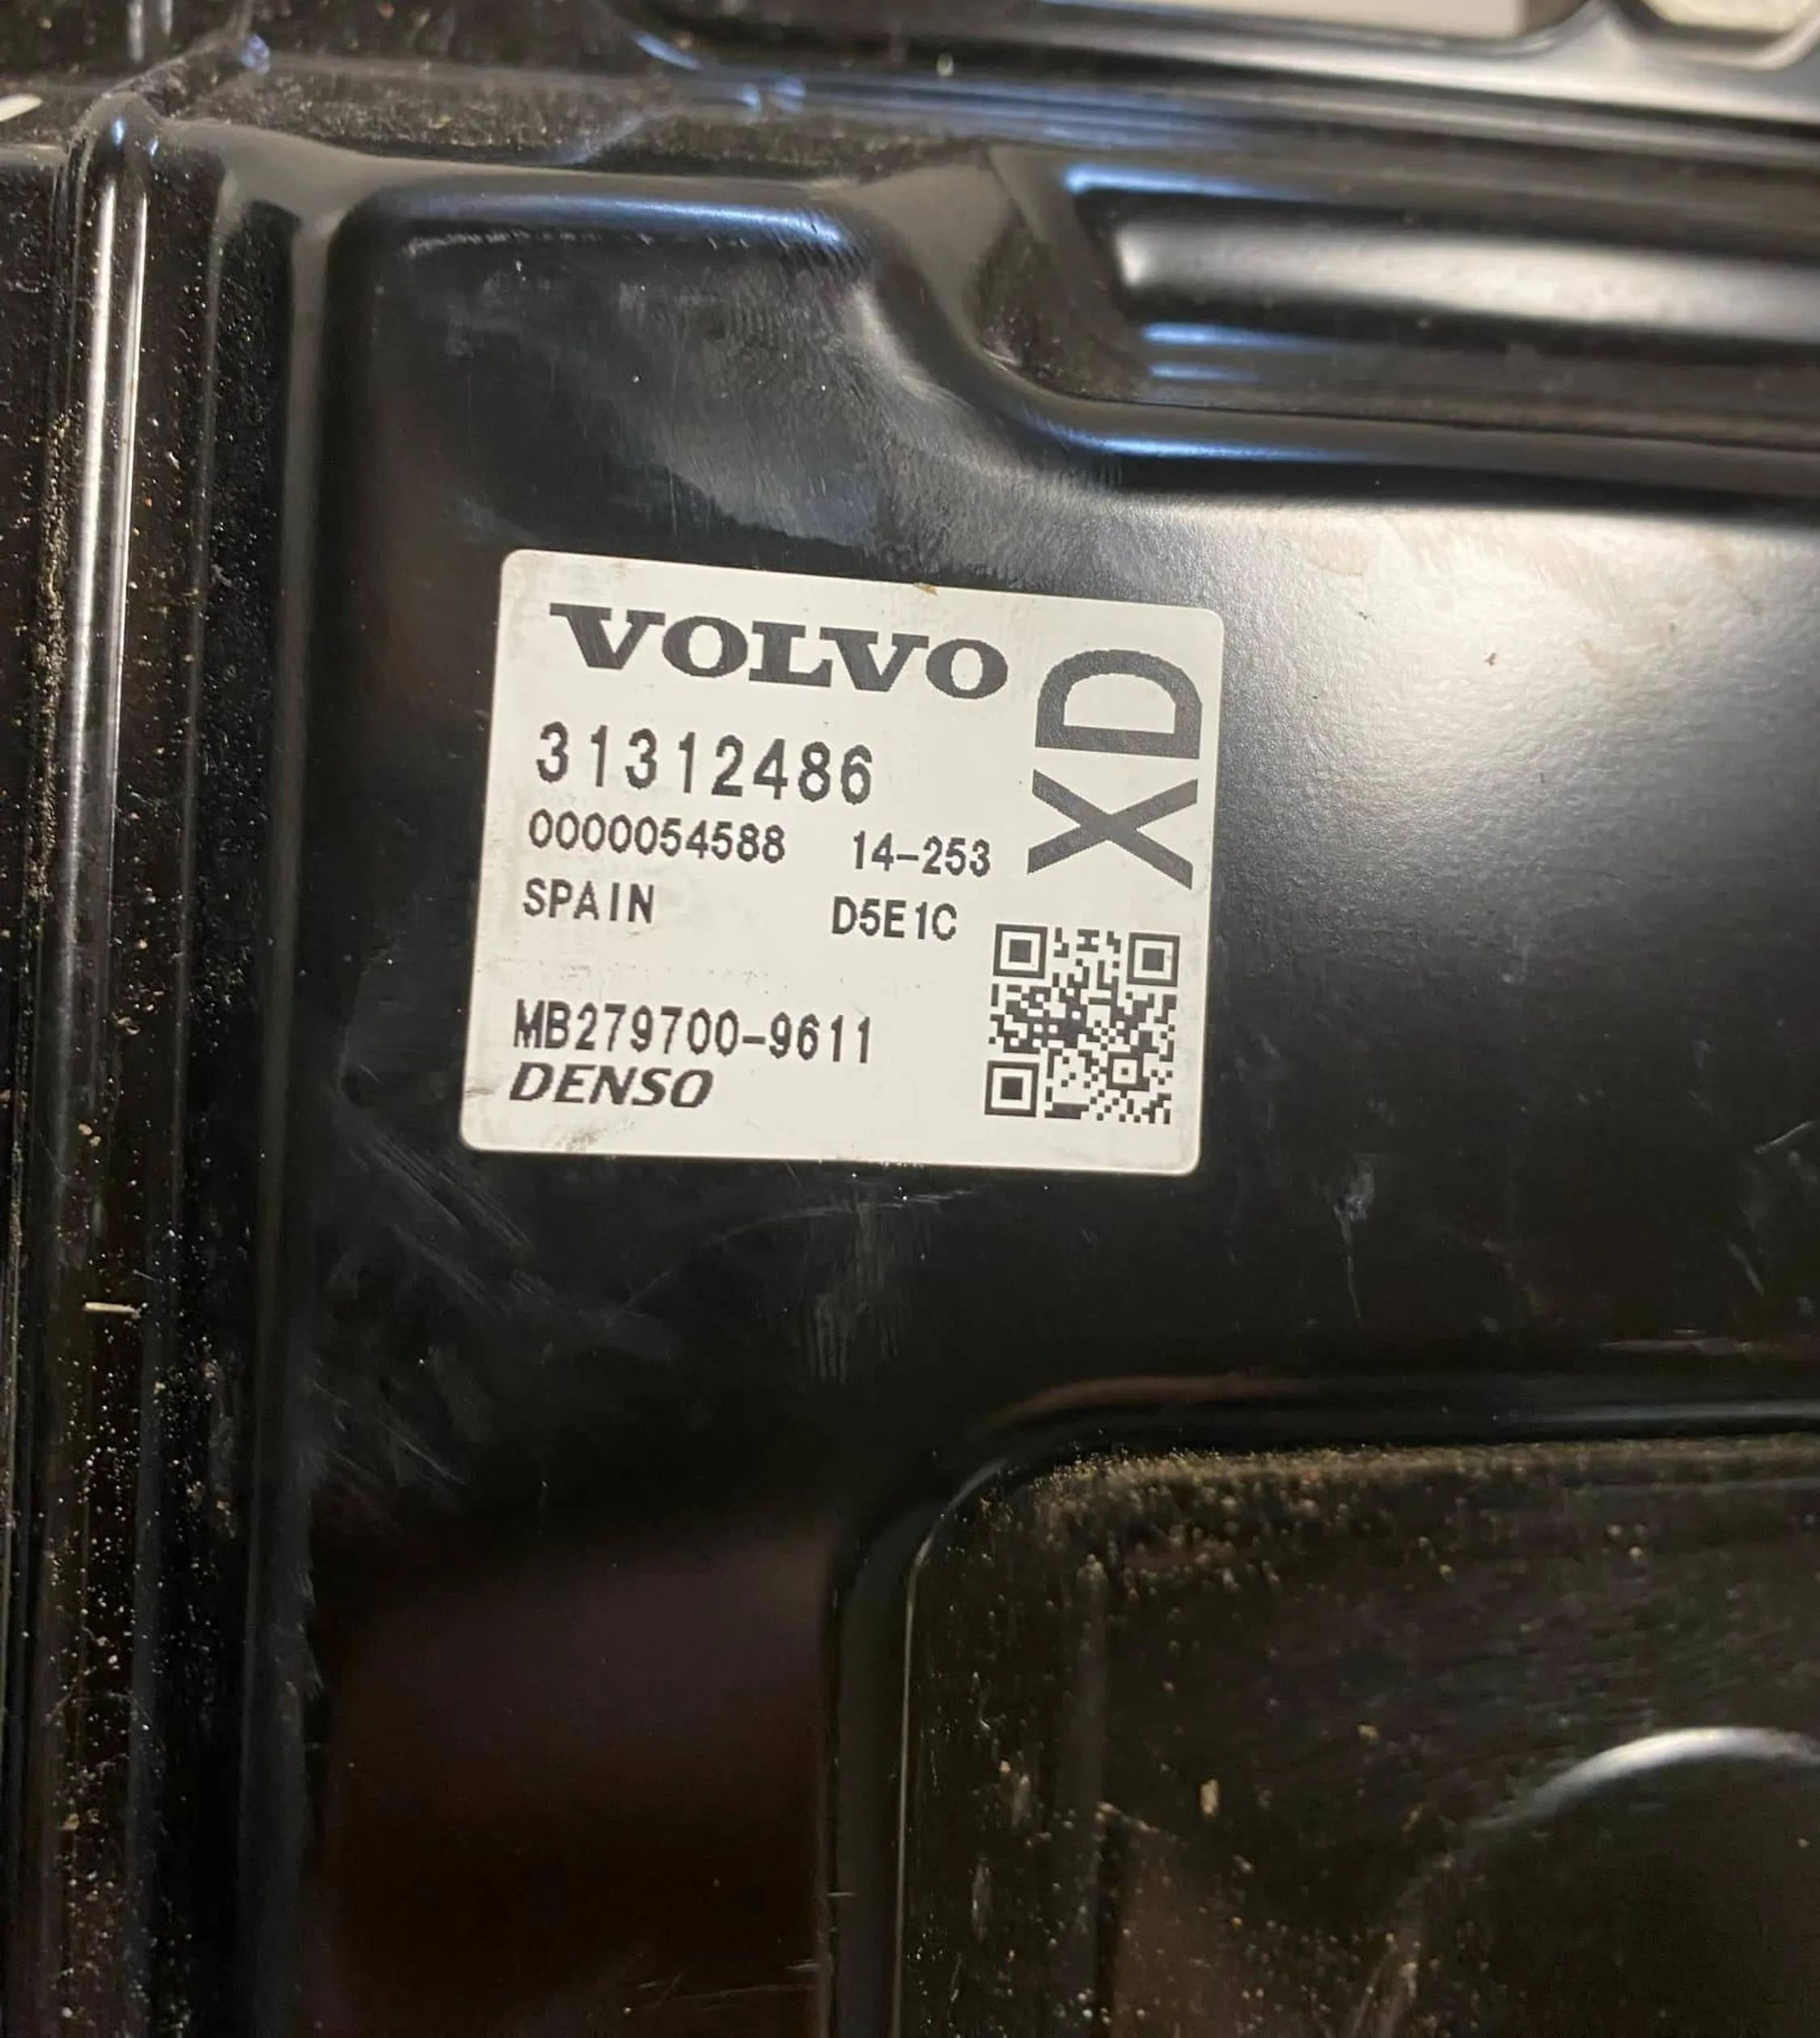 VOLVO
XD
31312486
0000054588 14-253
SPAIN D5E1C
MB279700-9611
DENSO